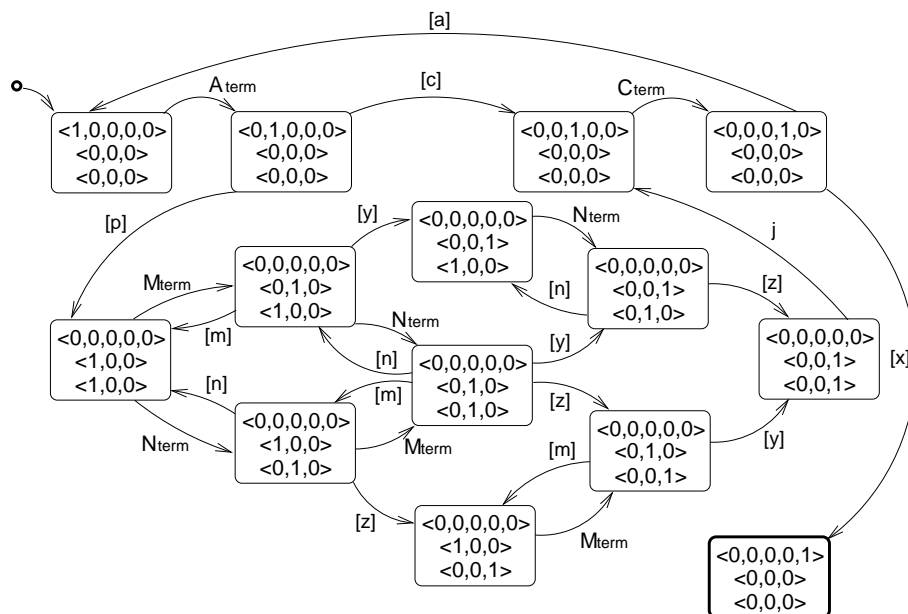 [a]
A term
[c]
C term
<1,0,0,0,0>
<0,0,0>
<0,0,0>
<0,1,0,0,0>
<0,0,0>
<0,0,0>
<0,0,1,0,0>
<0,0,0>
<0,0,0>
<0,0,0,1,0>
<0,0,0>
<0,0,0>
[p]
[y]
N term
j
<0,0,0,0,0>
<0,0,1>
<1,0,0>
M term
<0,0,0,0,0>
<0,1,0>
<1,0,0>
[n]
<0,0,0,0,0>
<0,0,1>
<0,1,0>
[z]
[m]
N term
<0,0,0,0,0>
<1,0,0>
<1,0,0>
[n]
[y]
<0,0,0,0,0>
<0,0,1>
<0,0,1>
[x]
[n]
[m]
<0,0,0,0,0>
<0,1,0>
<0,1,0>
[z]
N term
<0,0,0,0,0>
<1,0,0>
<0,1,0>
M term
[m]
<0,0,0,0,0>
<0,1,0>
<0,0,1>
[y]
[z]
<0,0,0,0,0>
<1,0,0>
<0,0,1>
M term
<0,0,0,0,1>
<0,0,0>
<0,0,0>